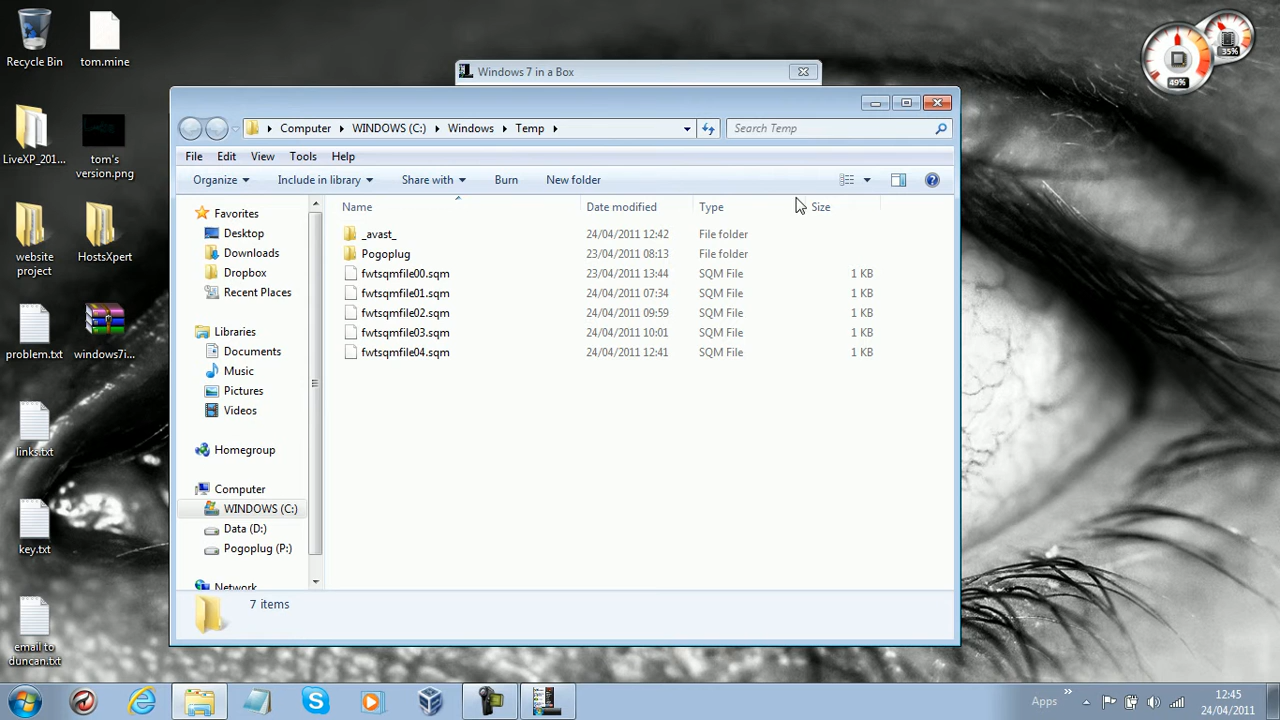 Recycle Bin
tom.mine
LiveXP_201...
tom's
version.png
website
project
HostsXpert
problem.txt
windows7i...
links.txt
key.txt
email to
duncan.txt
49%
35%
Windows 7 in a Box
Computer WINDOWS (C:) Windows Temp
Search Temp
File Edit View Tools Help
Organize Include in library Share with Burn New folder
Name Date modified Type Size
_avast_ 24/04/2011 12:42 File folder
Pogoplug 23/04/2011 08:13 File folder
fwtsqmfile00.sqm 23/04/2011 13:44 SQM File 1 KB
fwtsqmfile01.sqm 24/04/2011 07:34 SQM File 1 KB
fwtsqmfile02.sqm 24/04/2011 09:59 SQM File 1 KB
fwtsqmfile03.sqm 24/04/2011 10:01 SQM File 1 KB
fwtsqmfile04.sqm 24/04/2011 12:41 SQM File 1 KB
Favorites
Desktop
Downloads
Dropbox
Recent Places
Libraries
Documents
Music
Pictures
Videos
Homegroup
Computer
WINDOWS (C:)
Data (D:)
Pogoplug (P:)
Network
7 items
Apps
12:45
24/04/2011